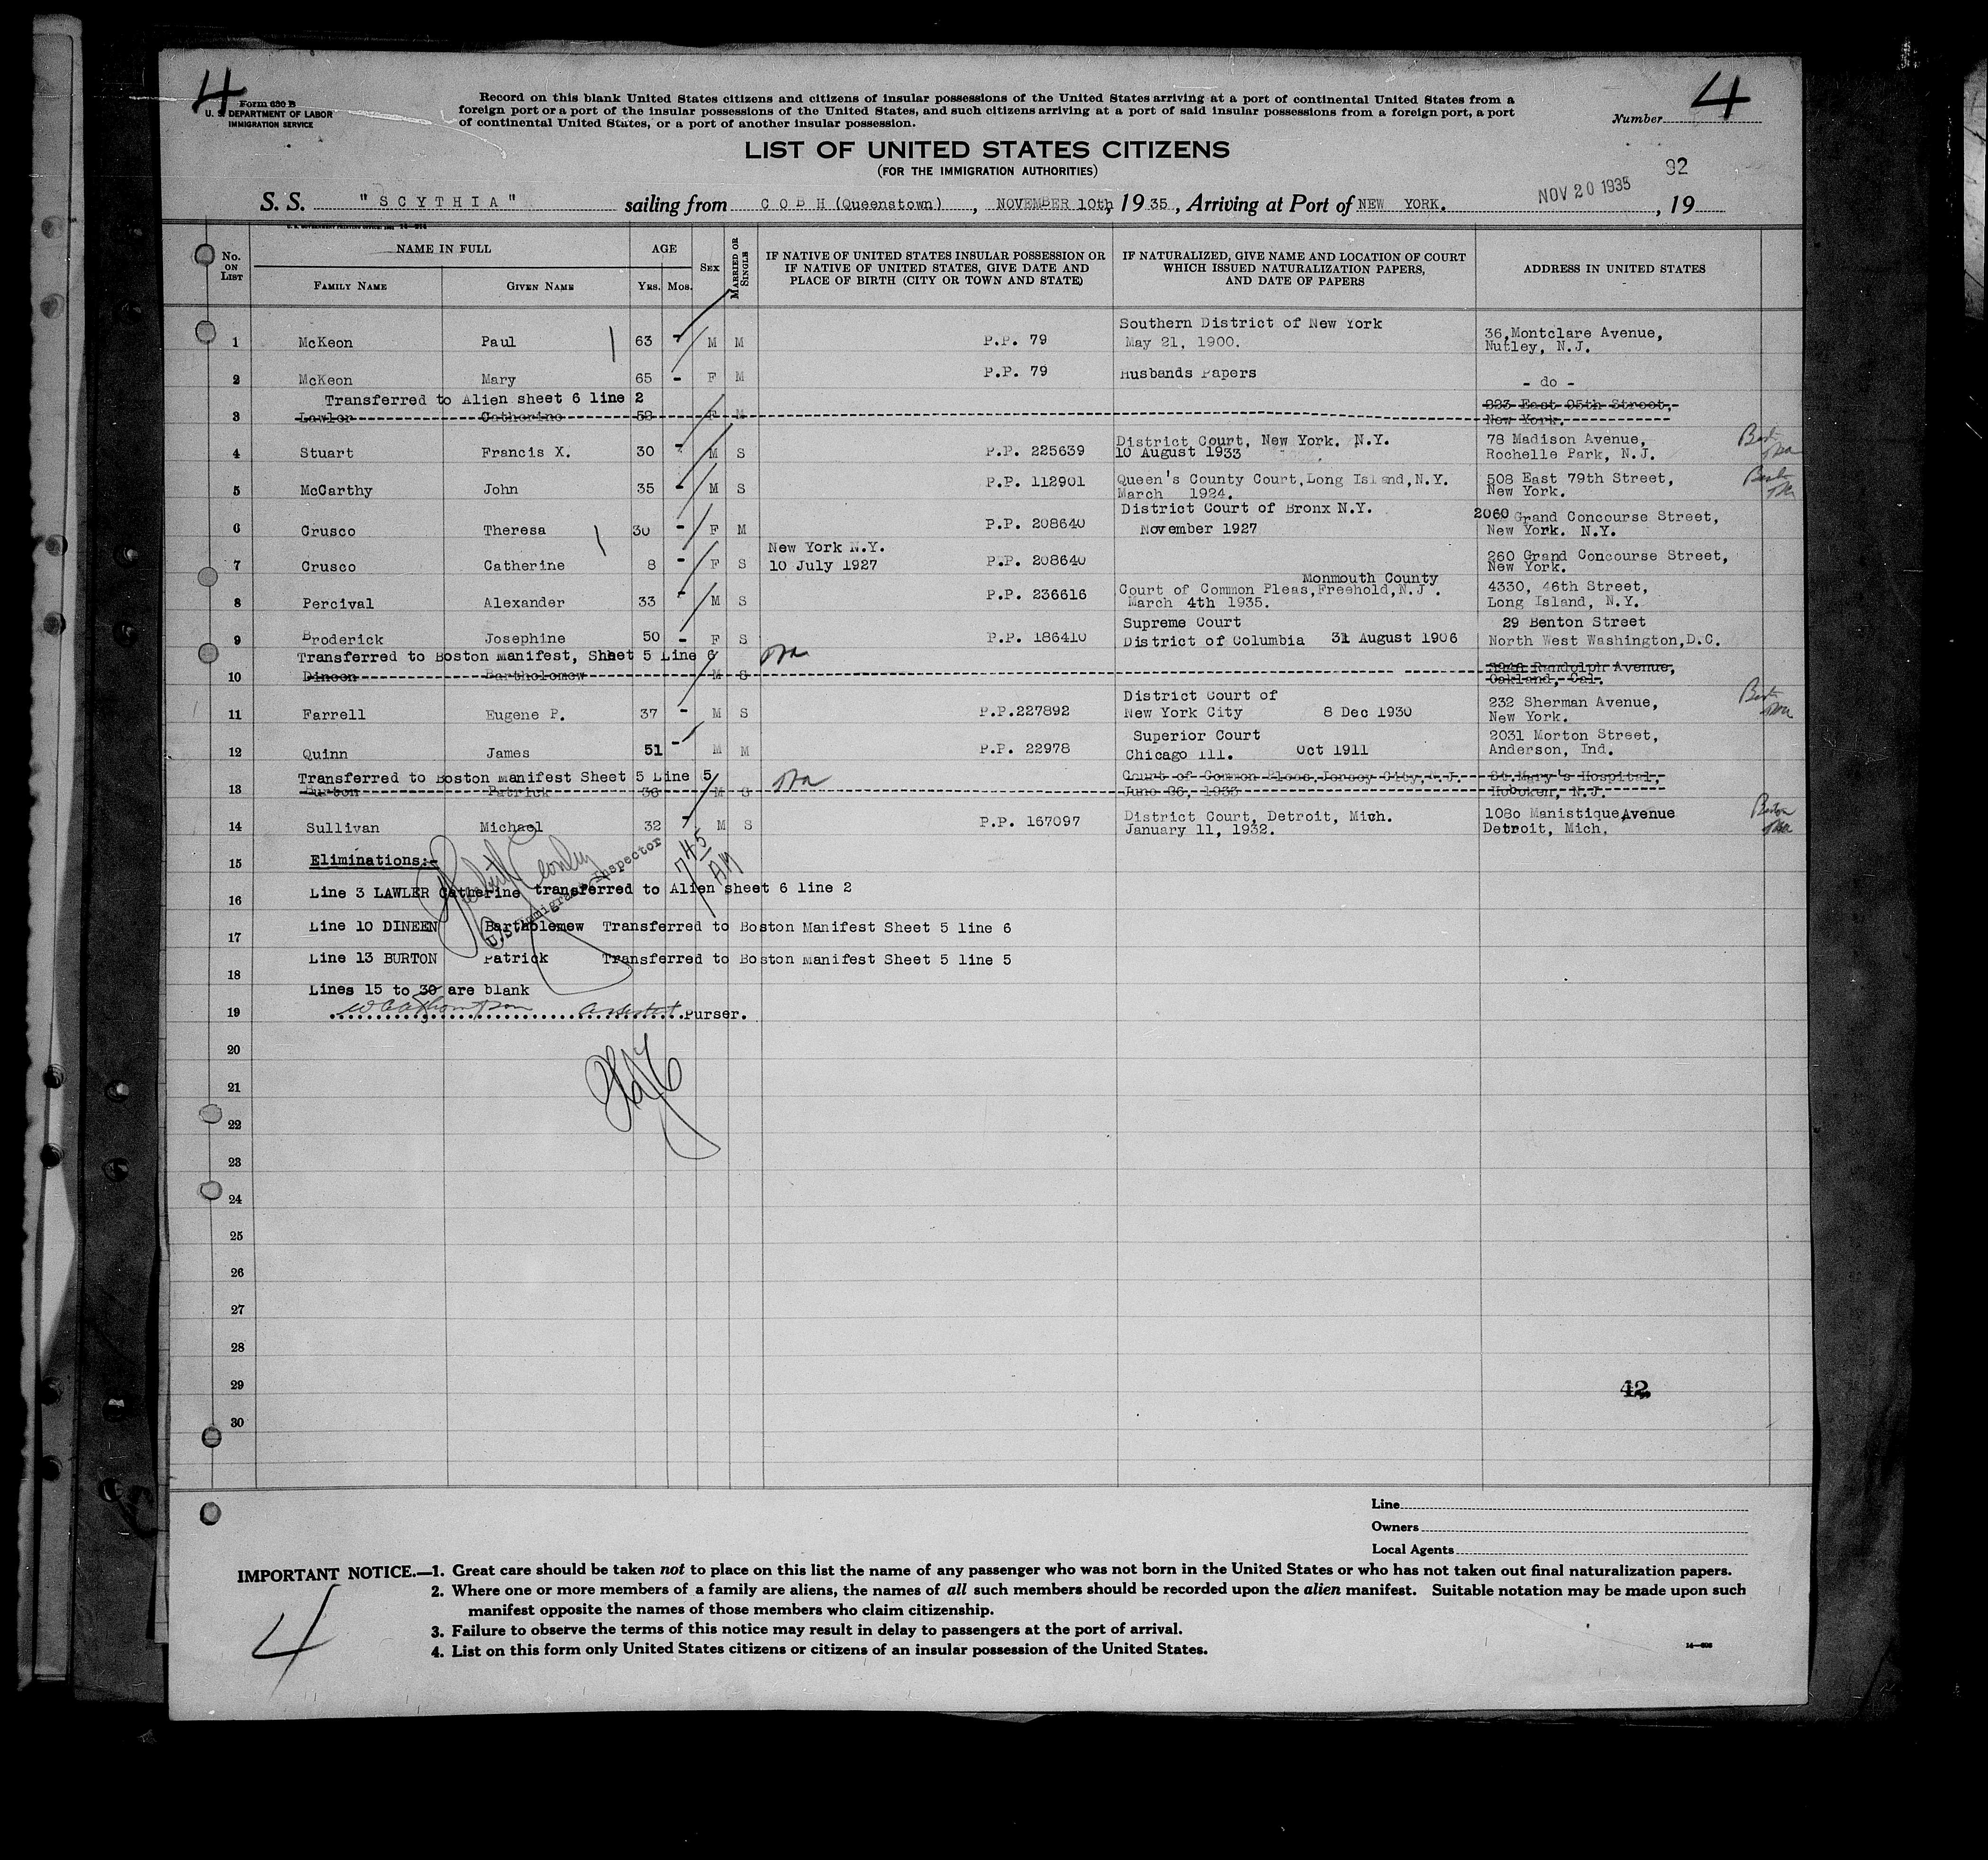 4
4
Form 630 B
U. S. DEPARTMENT OF LABOR
IMMIGRATION SERVICE
Record on this blank United States citizens and citizens of insular possessions of the United States arriving at a port of continental United States from a
foreign port or a port of the insular possessions of the United States, and such citizens arriving at a port of said insular possessions from a foreign port, a port
of continental United States, or a port of another insular possession.
Number
LIST OF UNITED STATES CITIZENS
(FOR THE IMMIGRATION AUTHORITIES)
92
S. S. "SCYTHIA" sailing from COBH (Queenstown), NOVEMBER 10th, 1935, Arriving at Port of NEW YORK. NOV 20 1935, 19
No. ON LIST
NAME IN FULL
FAMILY NAME GIVEN NAME
AGE
YRS. MOS.
SEX
MARRIED OR SINGLE
IF NATIVE OF UNITED STATES INSULAR POSSESSION OR
IF NATIVE OF UNITED STATES, GIVE DATE AND
PLACE OF BIRTH (CITY OR TOWN AND STATE)
IF NATURALIZED, GIVE NAME AND LOCATION OF COURT
WHICH ISSUED NATURALIZATION PAPERS,
AND DATE OF PAPERS
ADDRESS IN UNITED STATES
Southern District of New York
1 McKeon Paul 63 - M M P.P. 79 May 21, 1900. 36,Montclare Avenue,
Nutley, N.J.
2 McKeon Mary 65 - F M P.P. 79 Husbands Papers - do -
Transferred to Alien sheet 6 line 2
3 Lawler Catherine 58 F M 323 East 95th Street,
New York.
District Court, New York. N.Y. 78 Madison Avenue,
4 Stuart Francis X. 30 - M S P.P. 225639 10 August 1933 Rochelle Park, N.J.
Queen's County Court,Long Island,N.Y. 508 East 79th Street,
5 McCarthy John 35 - M S P.P. 112901 March 1924. New York.
District Court of Bronx N.Y. 2060 Grand Concourse Street,
6 Crusco Theresa 30 - F M P.P. 208640 November 1927 New York. N.Y.
New York N.Y. 260 Grand Concourse Street,
7 Crusco Catherine 8 - F S 10 July 1927 P.P. 208640 New York.
Monmouth County
Court of Common Pleas,Freehold,N.J. 4330, 46th Street,
8 Percival Alexander 33 - M S P.P. 236616 March 4th 1935. Long Island, N.Y.
Supreme Court 29 Benton Street
9 Broderick Josephine 50 - F S P.P. 186410 District of Columbia 31 August 1906 North West Washington,D.C.
Transferred to Boston Manifest, Sheet 5 Line 6
10 Dineen Bartholomew M S Randolph Avenue,
Oakland, Cal.
District Court of 232 Sherman Avenue,
11 Farrell Eugene P. 37 - M S P.P.227892 New York City 8 Dec 1930 New York.
Superior Court 2031 Morton Street,
12 Quinn James 51 - M M P.P. 22978 Chicago Ill. Oct 1911 Anderson, Ind.
Transferred to Boston Manifest Sheet 5 Line 5 Court of Common Pleas,Jersey City,N.J. St.Mary's Hospital,
13 Burton Patrick 36 M S June 26, 1933 Hoboken, N.J.
District Court, Detroit, Mich. 1080 Manistique Avenue
14 Sullivan Michael 32 - M S P.P. 167097 January 11, 1932. Detroit, Mich.
Boston
15 Eliminations:-
U.S. Immigrant Inspector
745 AM
16 Line 3 LAWLER Catherine transferred to Alien sheet 6 line 2
17 Line 10 DINEEN Bartholemew Transferred to Boston Manifest Sheet 5 line 6
18 Line 13 BURTON Patrick Transferred to Boston Manifest Sheet 5 line 5
Lines 15 to 30 are blank
19 Purser.
20
21
22
23
24
25
26
27
28
29
42
30
Line
Owners
Local Agents
IMPORTANT NOTICE.—1. Great care should be taken not to place on this list the name of any passenger who was not born in the United States or who has not taken out final naturalization papers.
2. Where one or more members of a family are aliens, the names of all such members should be recorded upon the alien manifest. Suitable notation may be made upon such
manifest opposite the names of those members who claim citizenship.
3. Failure to observe the terms of this notice may result in delay to passengers at the port of arrival.
4. List on this form only United States citizens or citizens of an insular possession of the United States.
4